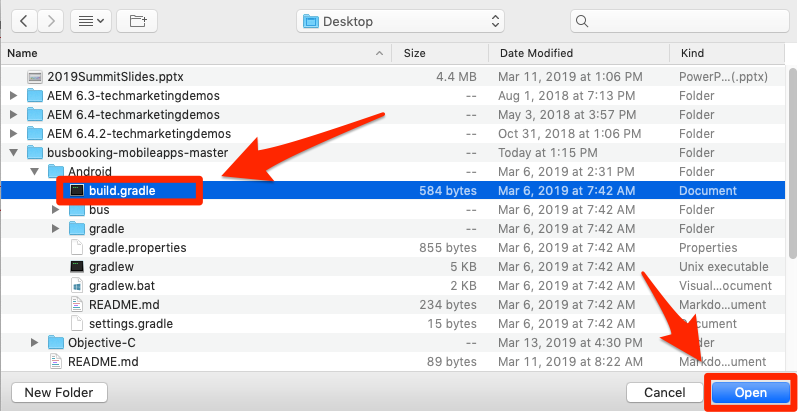 Desktop
Name Size Date Modified Kind
2019SummitSlides.pptx 4.4 MB Mar 11, 2019 at 1:06 PM PowerP...(.pptx)
AEM 6.3-techmarketingdemos -- Aug 1, 2018 at 7:13 PM Folder
AEM 6.4-techmarketingdemos -- May 3, 2018 at 3:57 PM Folder
AEM 6.4.2-techmarketingdemos -- Oct 31, 2018 at 1:06 PM Folder
busbooking-mobileapps-master -- Today at 1:15 PM Folder
Android -- Mar 6, 2019 at 2:31 PM Folder
build.gradle 584 bytes Mar 6, 2019 at 7:42 AM Document
bus -- Mar 6, 2019 at 7:42 AM Folder
gradle -- Mar 6, 2019 at 7:42 AM Folder
gradle.properties 855 bytes Mar 6, 2019 at 7:42 AM Properties
gradlew 5 KB Mar 6, 2019 at 7:42 AM Unix executable
gradlew.bat 2 KB Mar 6, 2019 at 7:42 AM Visual...ocument
README.md 234 bytes Mar 6, 2019 at 7:42 AM Markdo...ument
settings.gradle 15 bytes Mar 6, 2019 at 7:42 AM
Objective-C -- Mar 13, 2019 at 4:30 PM
README.md 89 bytes Mar 11, 2019 at 8:22 AM Markdo...ument
New Folder Cancel Open